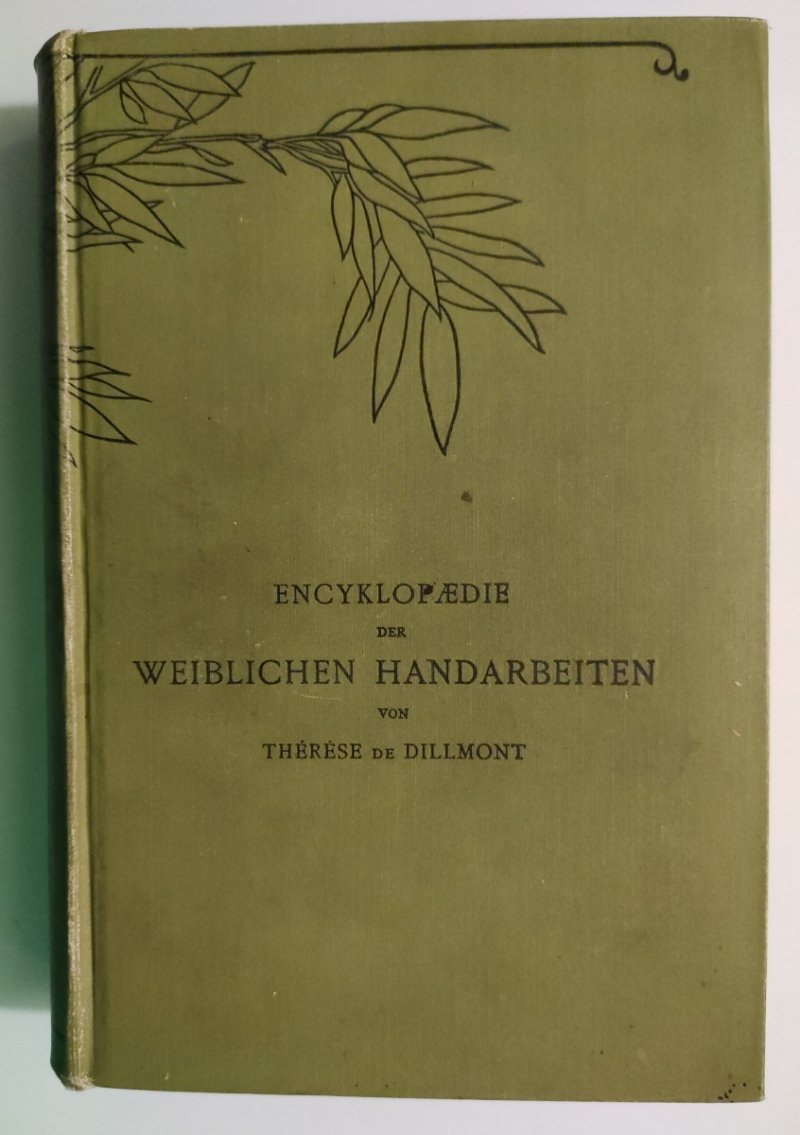 ENCYKLOPÆDIE
DER
WEIBLICHEN HANDARBEITEN
VON
THÉRÈSE DE DILLMONT